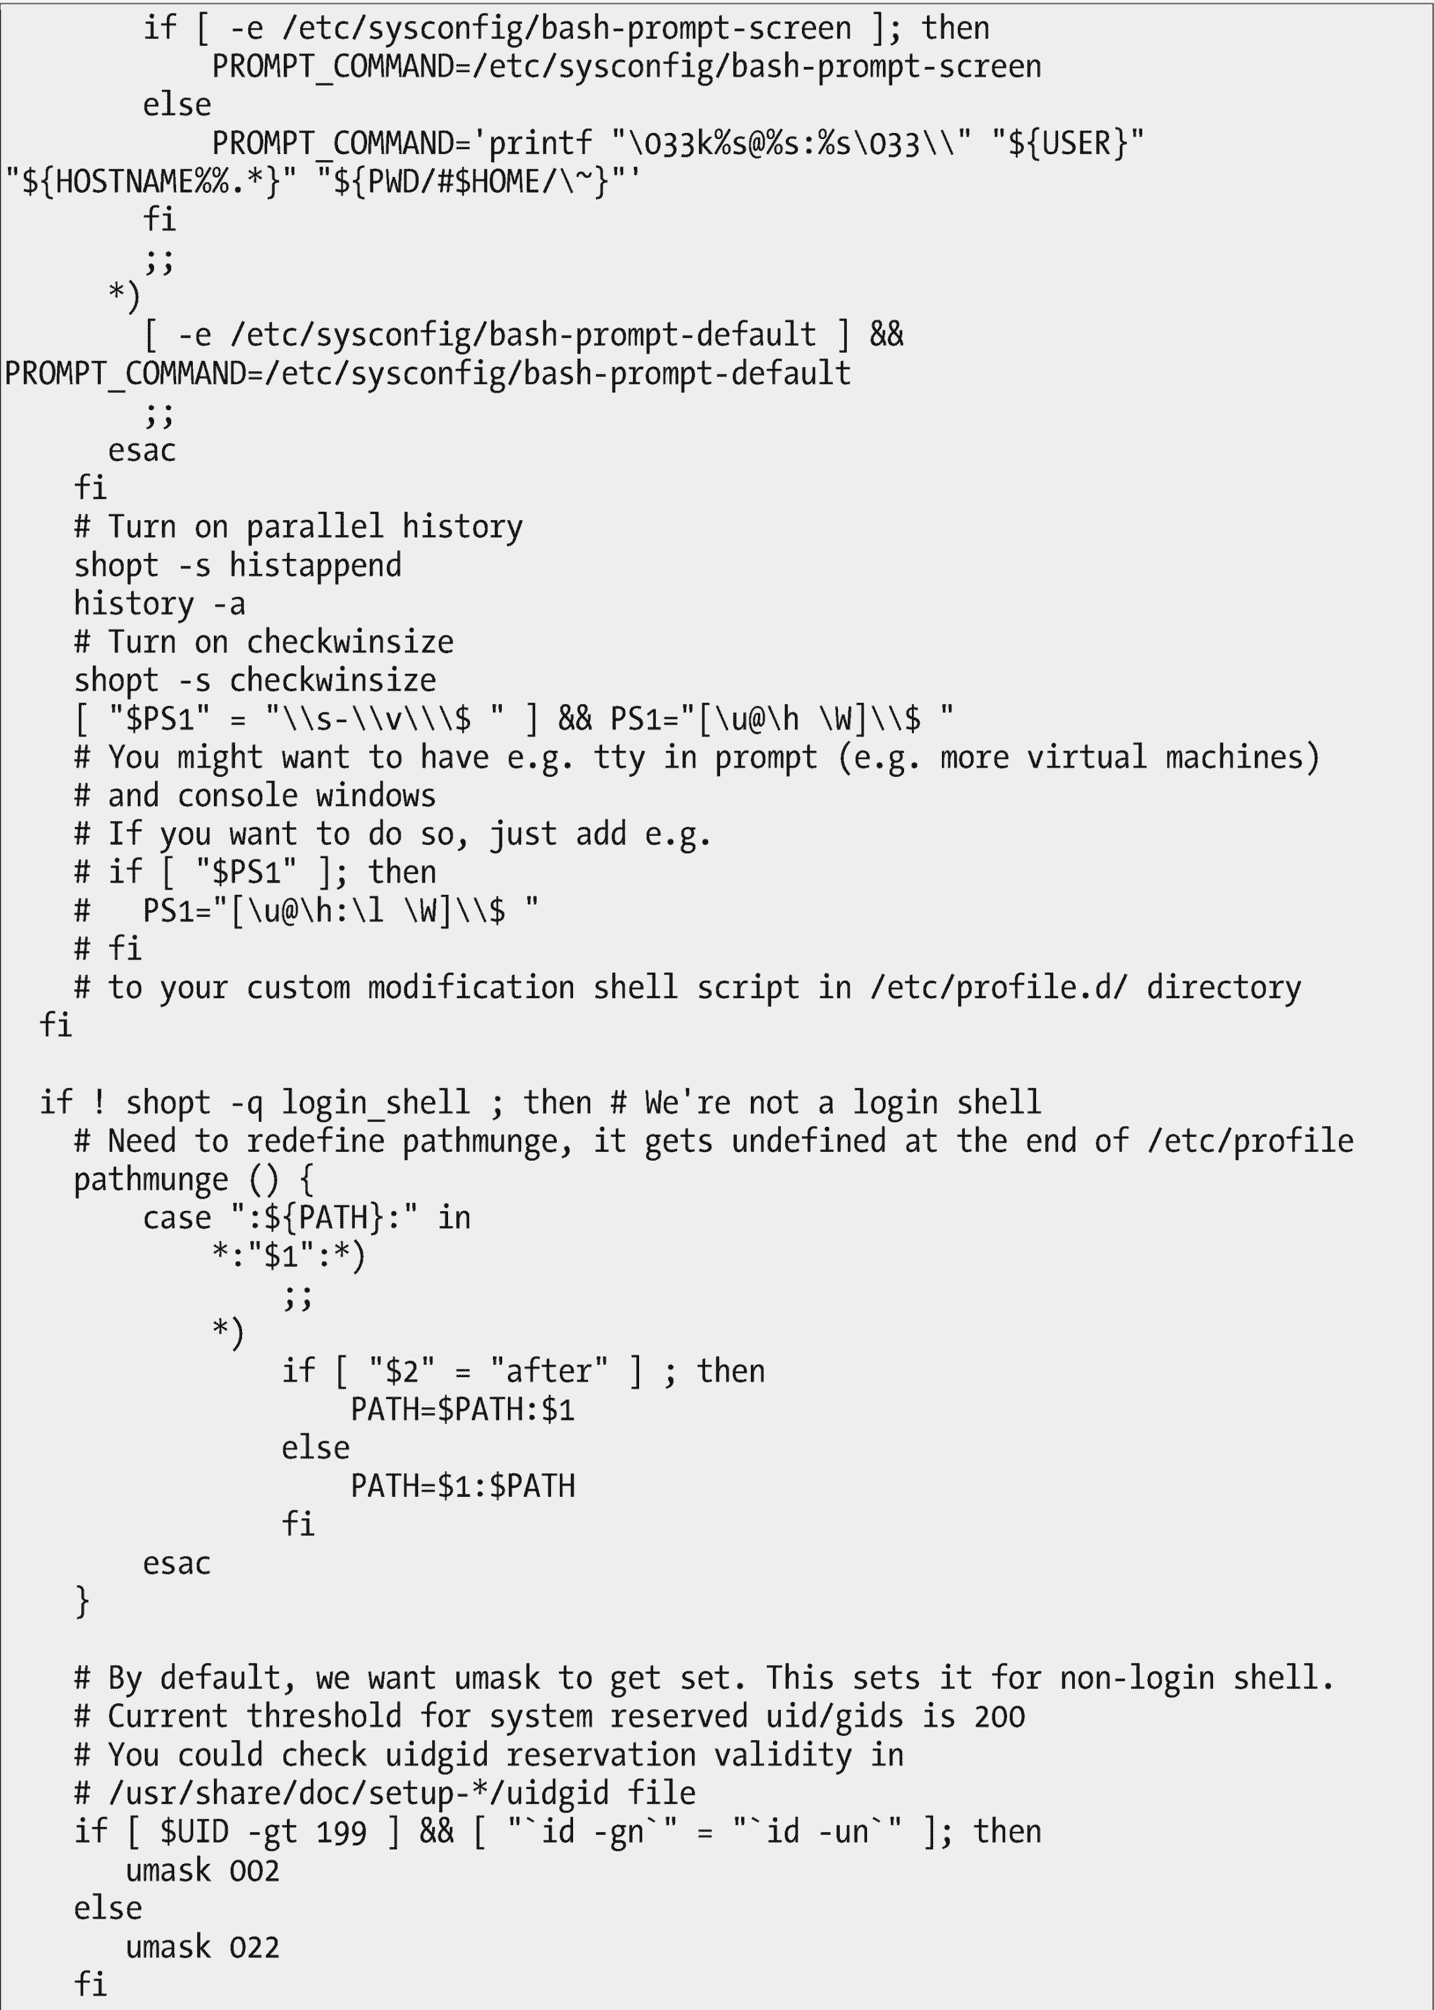 if [ -e /etc/sysconfig/bash-prompt-screen ]; then
            PROMPT_COMMAND=/etc/sysconfig/bash-prompt-screen
        else
            PROMPT_COMMAND='printf "\033k%s@%s:%s\033\\" "${USER}"
"${HOSTNAME%%.*}" "${PWD/#$HOME/\~}"'
        fi
        ;;
      *)
        [ -e /etc/sysconfig/bash-prompt-default ] &&
PROMPT_COMMAND=/etc/sysconfig/bash-prompt-default
        ;;
      esac
    fi
    # Turn on parallel history
    shopt -s histappend
    history -a
    # Turn on checkwinsize
    shopt -s checkwinsize
    [ "$PS1" = "\\s-\\v\\\$ " ] && PS1="[\u@\h \W]\\$ "
    # You might want to have e.g. tty in prompt (e.g. more virtual machines)
    # and console windows
    # If you want to do so, just add e.g.
    # if [ "$PS1" ]; then
    #   PS1="[\u@\h:\l \W]\\$ "
    # fi
    # to your custom modification shell script in /etc/profile.d/ directory
  fi

  if ! shopt -q login_shell ; then # We're not a login shell
    # Need to redefine pathmunge, it gets undefined at the end of /etc/profile
    pathmunge () {
        case ":${PATH}:" in
            *:"$1":*)
                ;;
            *)
                if [ "$2" = "after" ] ; then
                    PATH=$PATH:$1
                else
                    PATH=$1:$PATH
                fi
        esac
    }

    # By default, we want umask to get set. This sets it for non-login shell.
    # Current threshold for system reserved uid/gids is 200
    # You could check uidgid reservation validity in
    # /usr/share/doc/setup-*/uidgid file
    if [ $UID -gt 199 ] && [ "`id -gn`" = "`id -un`" ]; then
       umask 002
    else
       umask 022
    fi